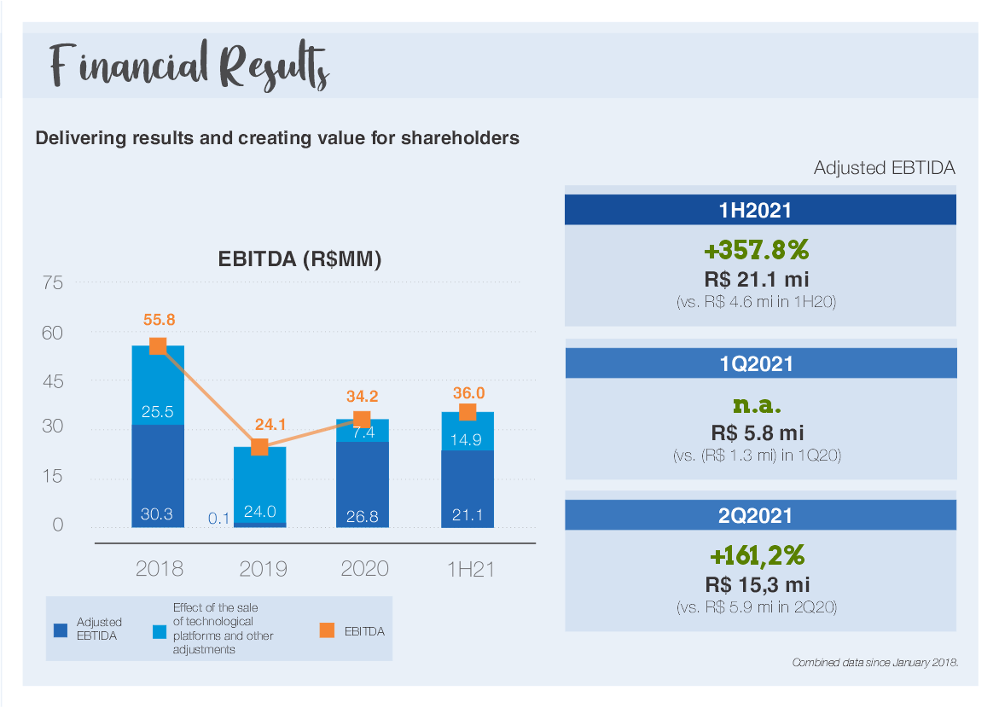 Financial Results
Delivering results and creating value for shareholders
Adjusted EBTIDA
EBITDA (R$MM)
75
60
45
30
15
0
55.8
24.1
34.2
36.0
25.5
7.4
14.9
30.3
0.1
24.0
26.8
21.1
2018
2019
2020
1H21
Adjusted
EBTIDA
Effect of the sale
of technological
platforms and other
adjustments
EBITDA
1H2021
+357.8%
R$ 21.1 mi
(vs. R$ 4.6 mi in 1H20)
1Q2021
n.a.
R$ 5.8 mi
(vs. (R$ 1.3 mi) in 1Q20)
2Q2021
+161,2%
R$ 15,3 mi
(vs. R$ 5.9 mi in 2Q20)
Combined data since January 2018.